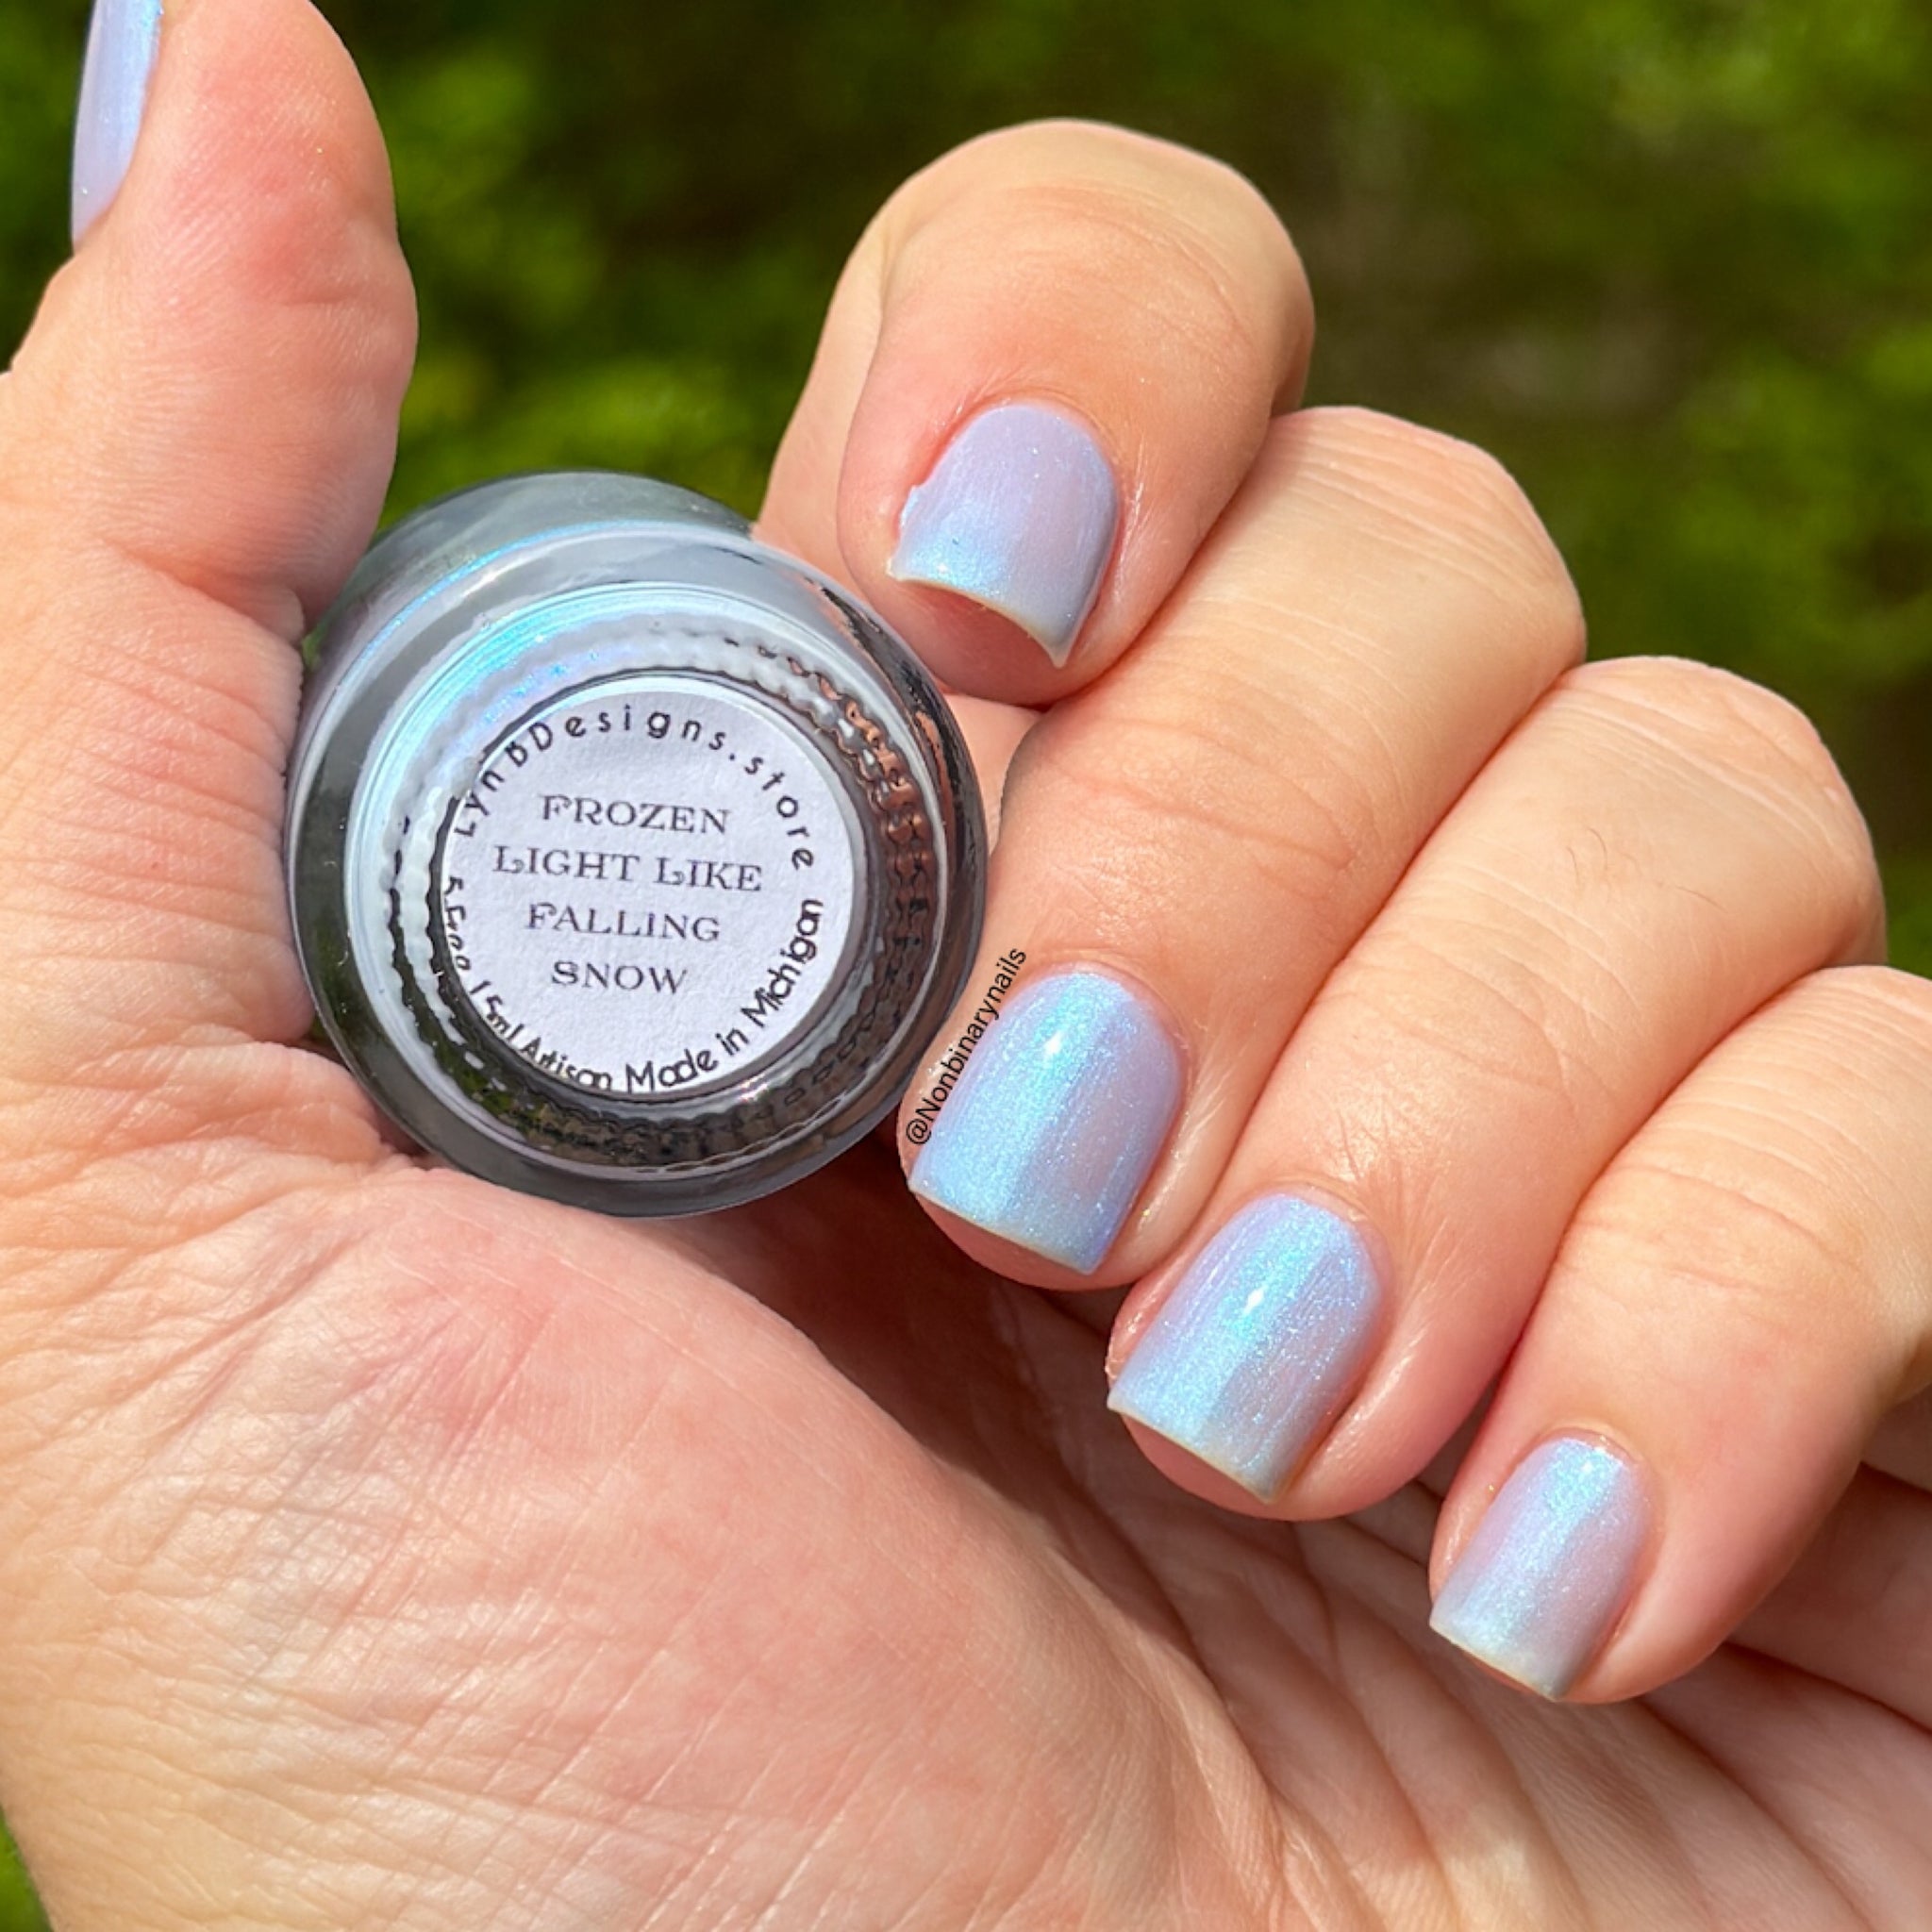 LynBDesigns.store
FROZEN
LIGHT LIKE
FALLING
SNOW
5 Free 15ml Artisan Made in Michigan
@Nonbinarynails